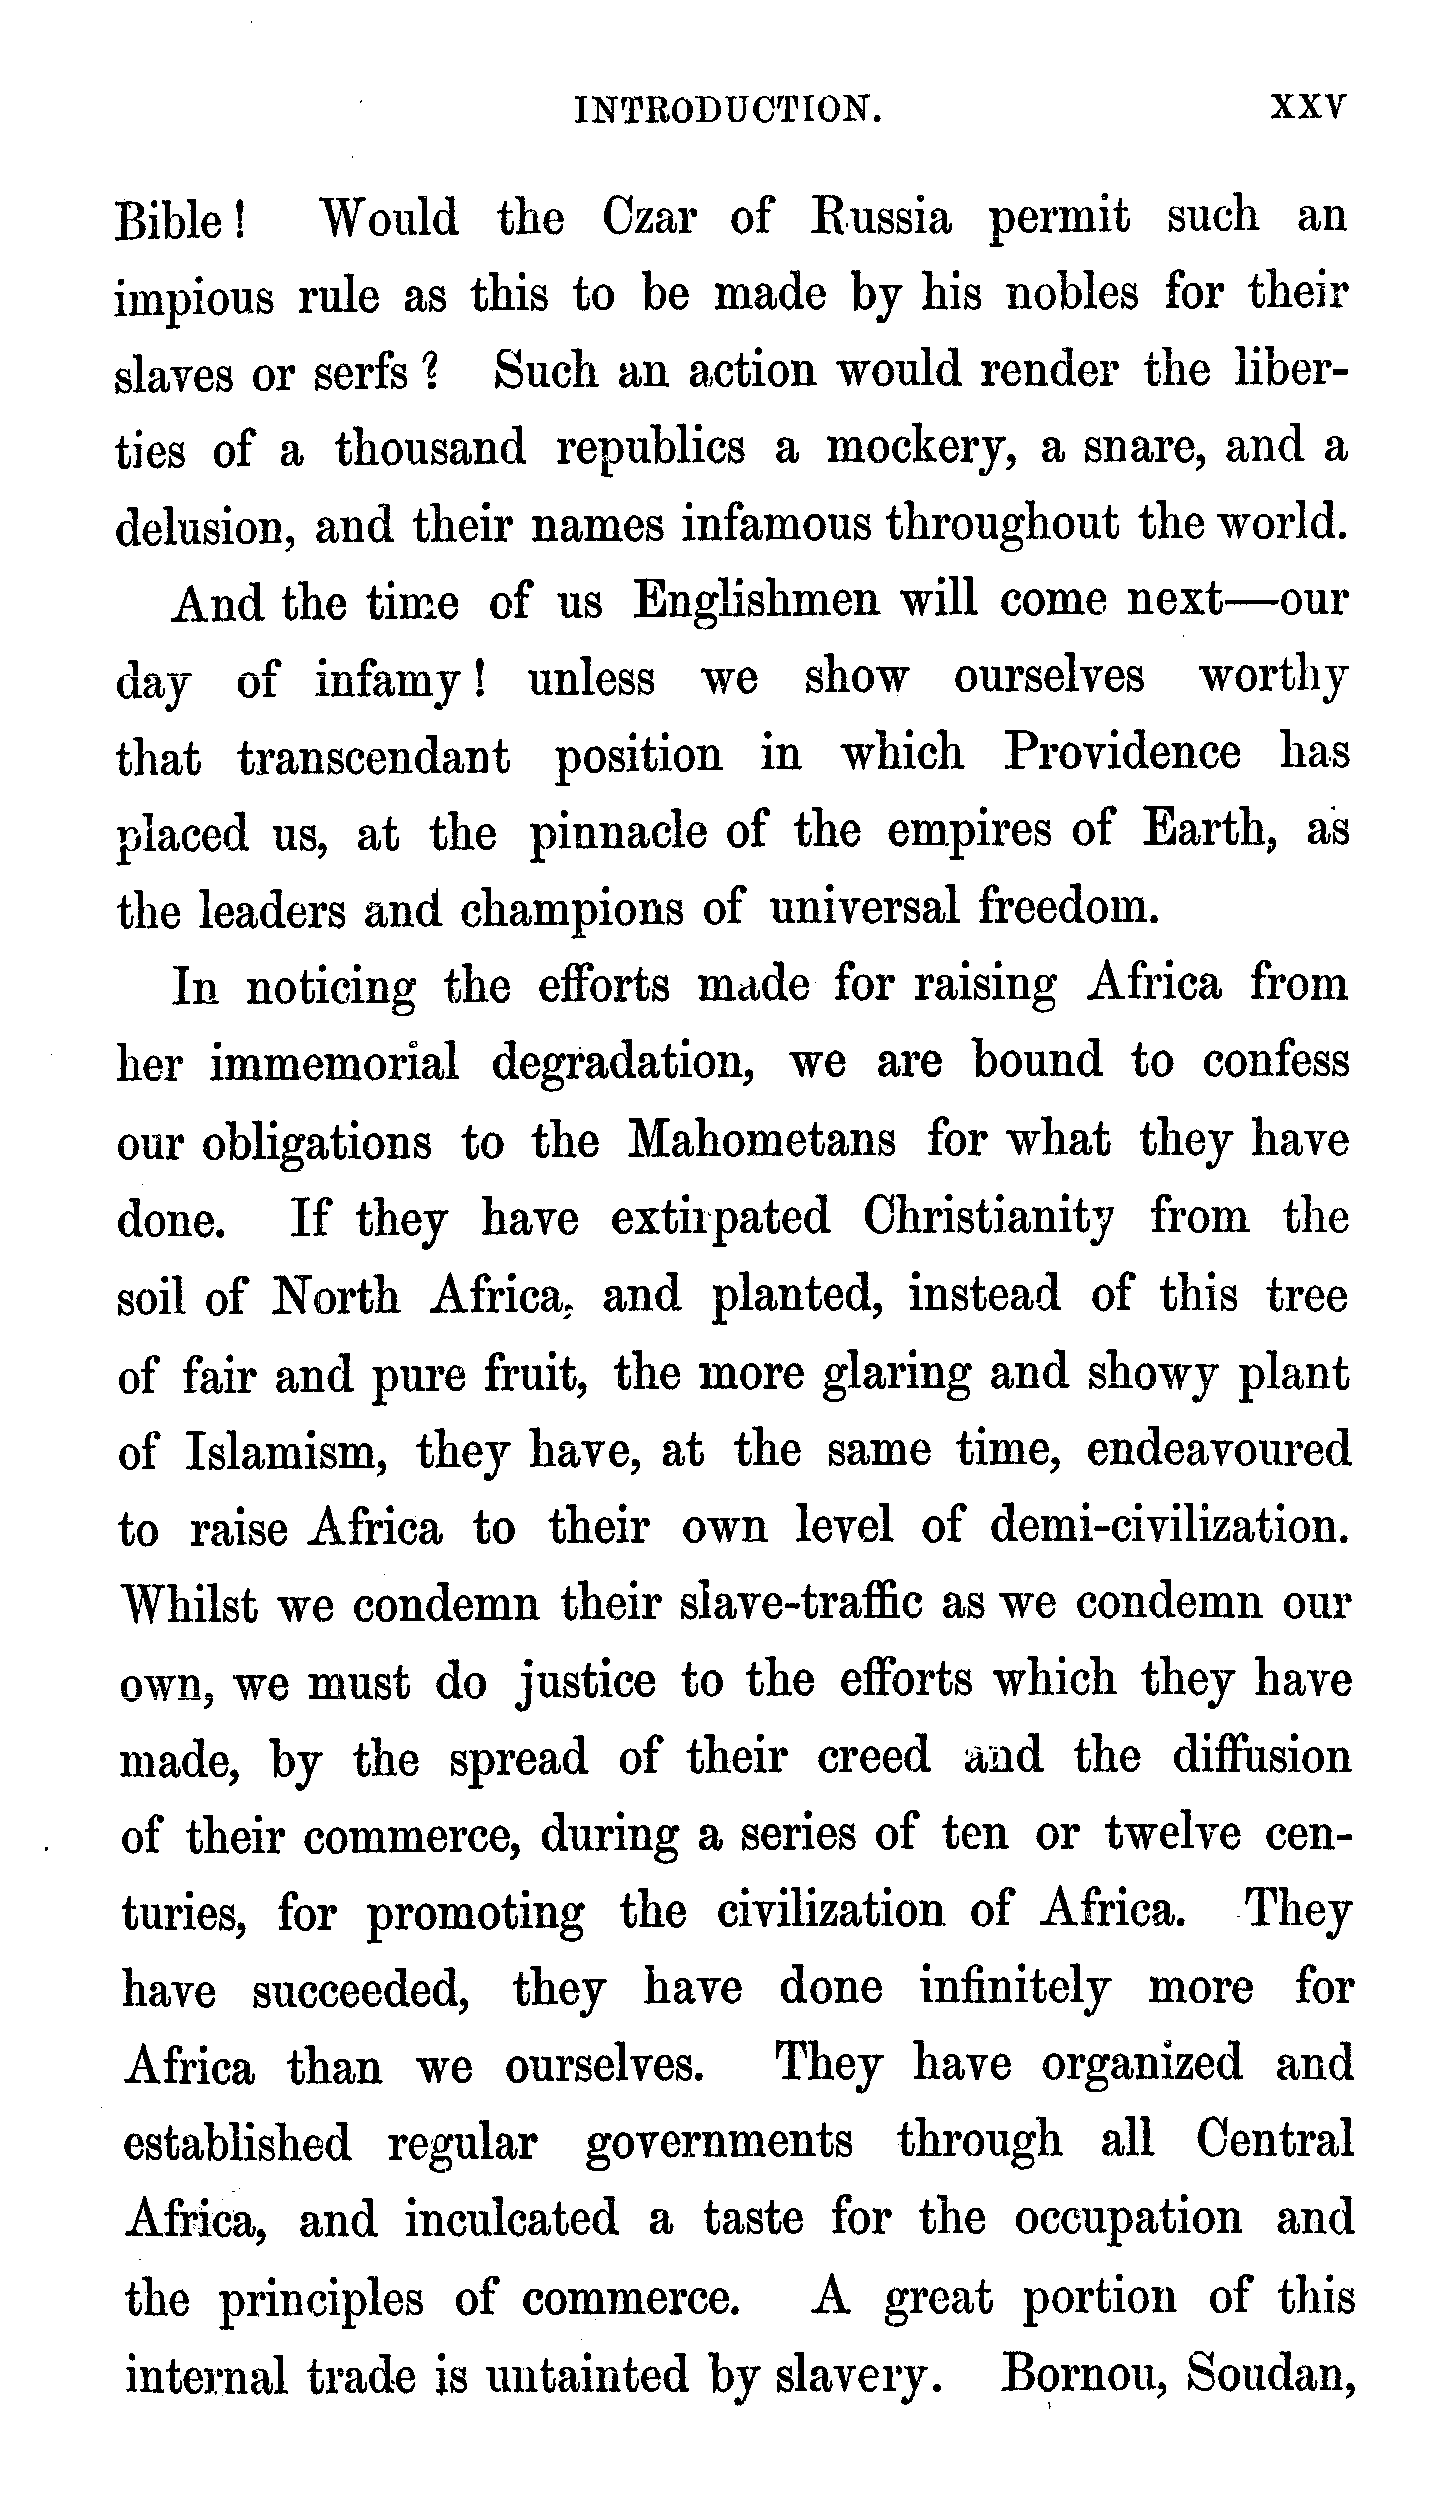 INTRODUCTION. XXV
Bible! Would the Czar of Russia permit such an
impious rule as this to be made by his nobles for their
slaves or serfs? Such an action would render the liber-
ties of a thousand republics a mockery, a snare, and a
delusion, and their names infamous throughout the world.
And the time of us Englishmen will come next—our
day of infamy! unless we show ourselves worthy
that transcendant position in which Providence has
placed us, at the pinnacle of the empires of Earth, as
the leaders and champions of universal freedom.
In noticing the efforts made for raising Africa from
her immemorial degradation, we are bound to confess
our obligations to the Mahometans for what they have
done. If they have extirpated Christianity from the
soil of North Africa, and planted, instead of this tree
of fair and pure fruit, the more glaring and showy plant
of Islamism, they have, at the same time, endeavoured
to raise Africa to their own level of demi-civilization.
Whilst we condemn their slave-traffic as we condemn our
own, we must do justice to the efforts which they have
made, by the spread of their creed and the diffusion
of their commerce, during a series of ten or twelve cen-
turies, for promoting the civilization of Africa. They
have succeeded, they have done infinitely more for
Africa than we ourselves. They have organized and
established regular governments through all Central
Africa, and inculcated a taste for the occupation and
the principles of commerce. A great portion of this
internal trade is untainted by slavery. Bornou, Soudan,